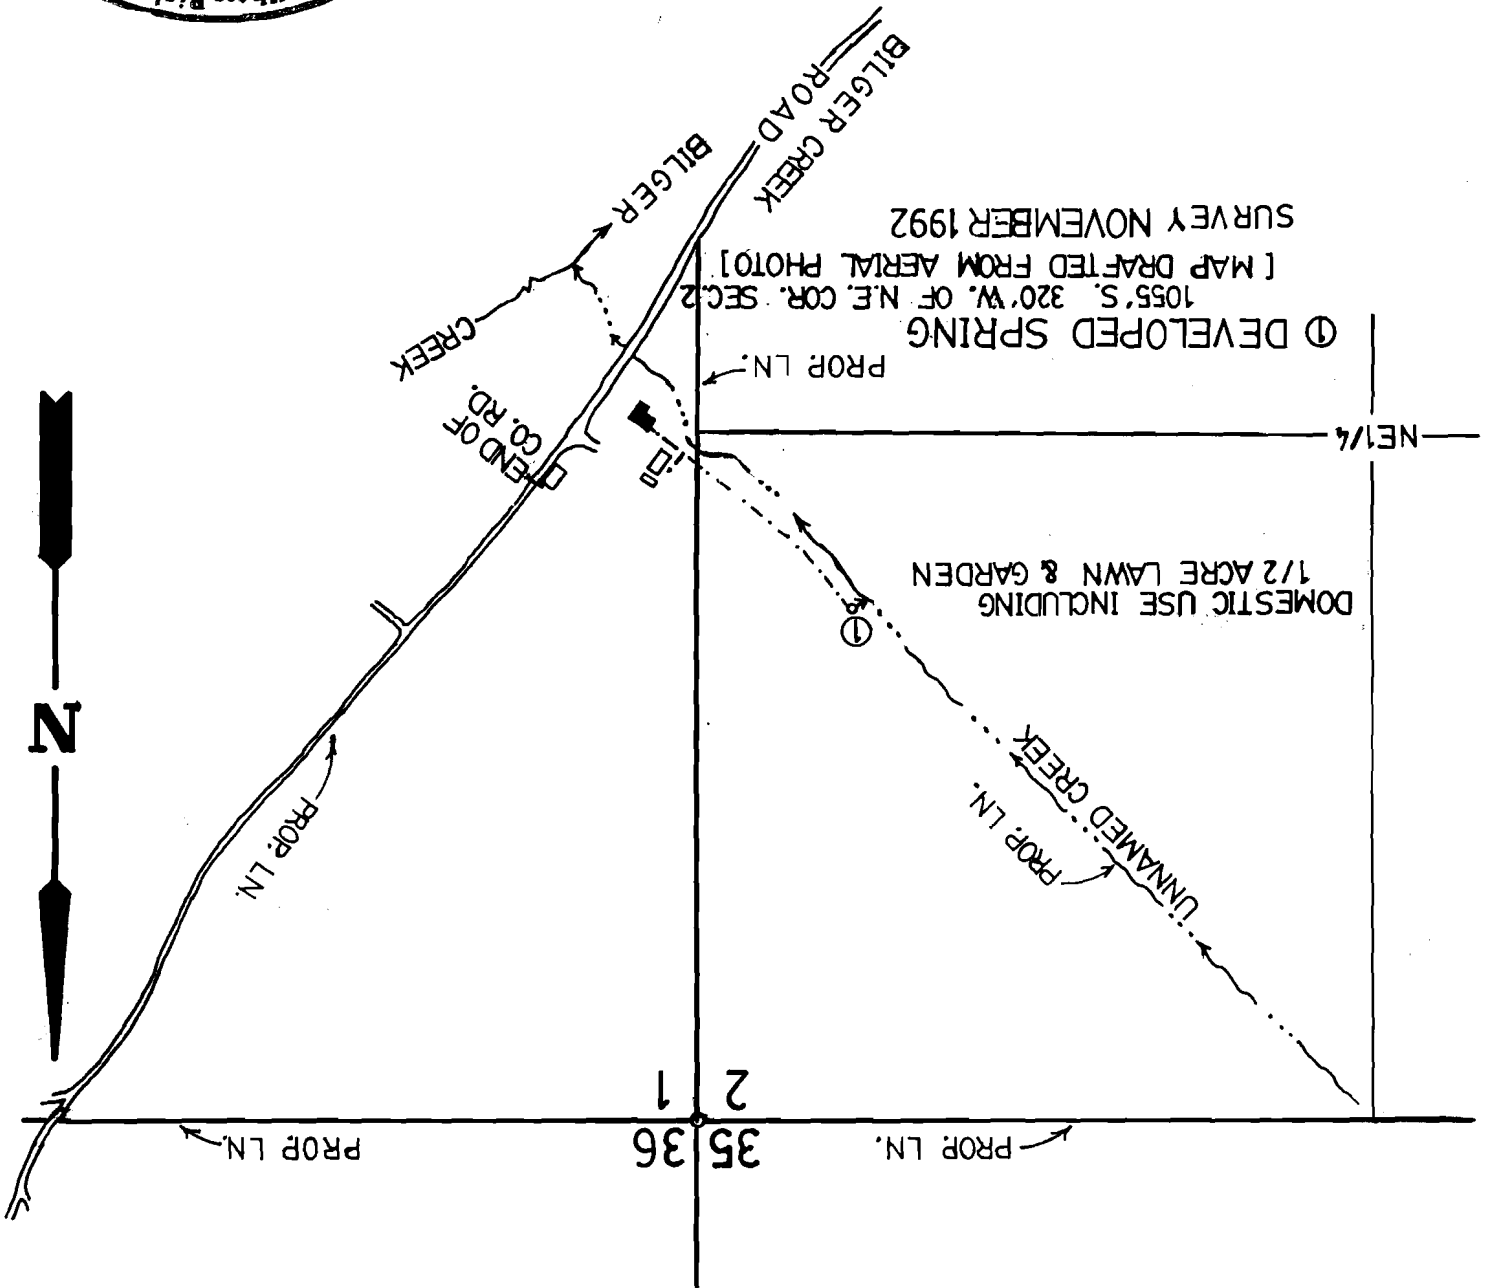 PROP. LN.
35 36
PROP. LN.
2 1
UNNAMED CREEK
PROP. LN.
PROP. LN.
N
①
DOMESTIC USE INCLUDING
1/2 ACRE LAWN & GARDEN
NE1/4
END OF
CO. RD.
PROP. LN.
① DEVELOPED SPRING
1055'S. 320'W. OF N.E. COR. SEC.2
[ MAP DRAFTED FROM AERIAL PHOTO]
SURVEY NOVEMBER 1992
BILGER CREEK
BILGER CREEK
ROAD